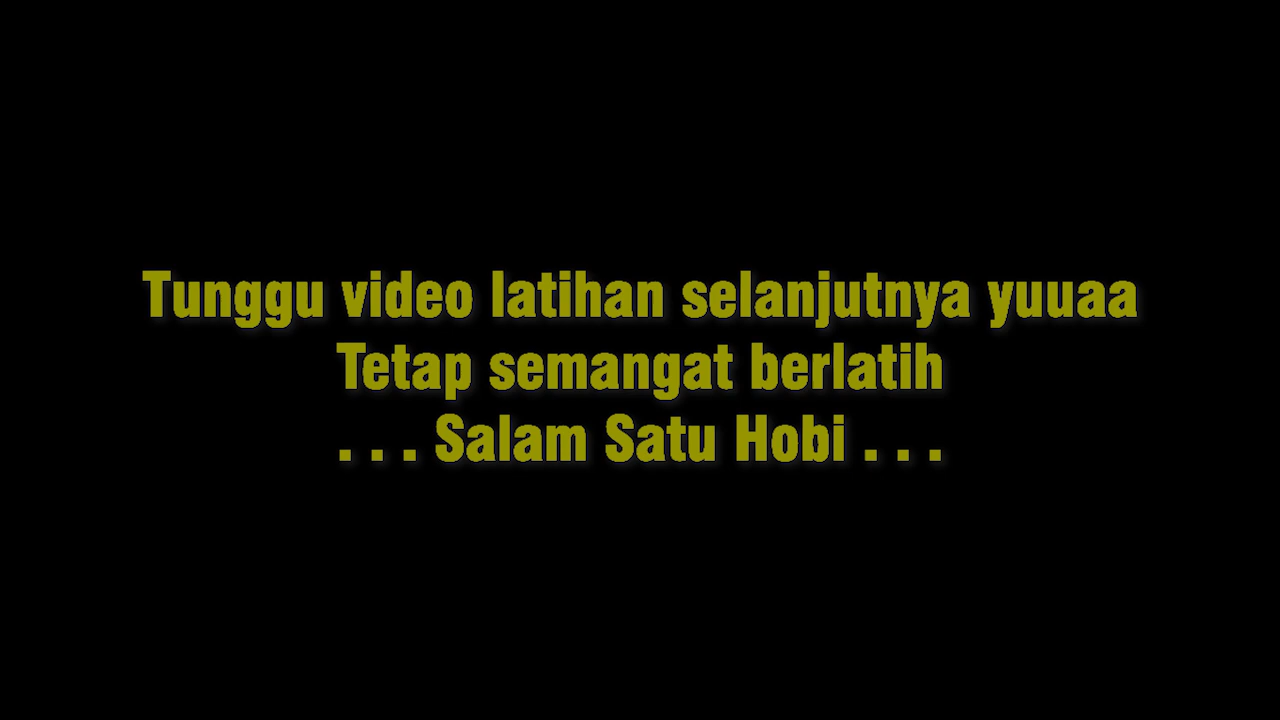 Tunggu video latihan selanjutnya yuuaa
Tetap semangat berlatih
. . . Salam Satu Hobi . . .